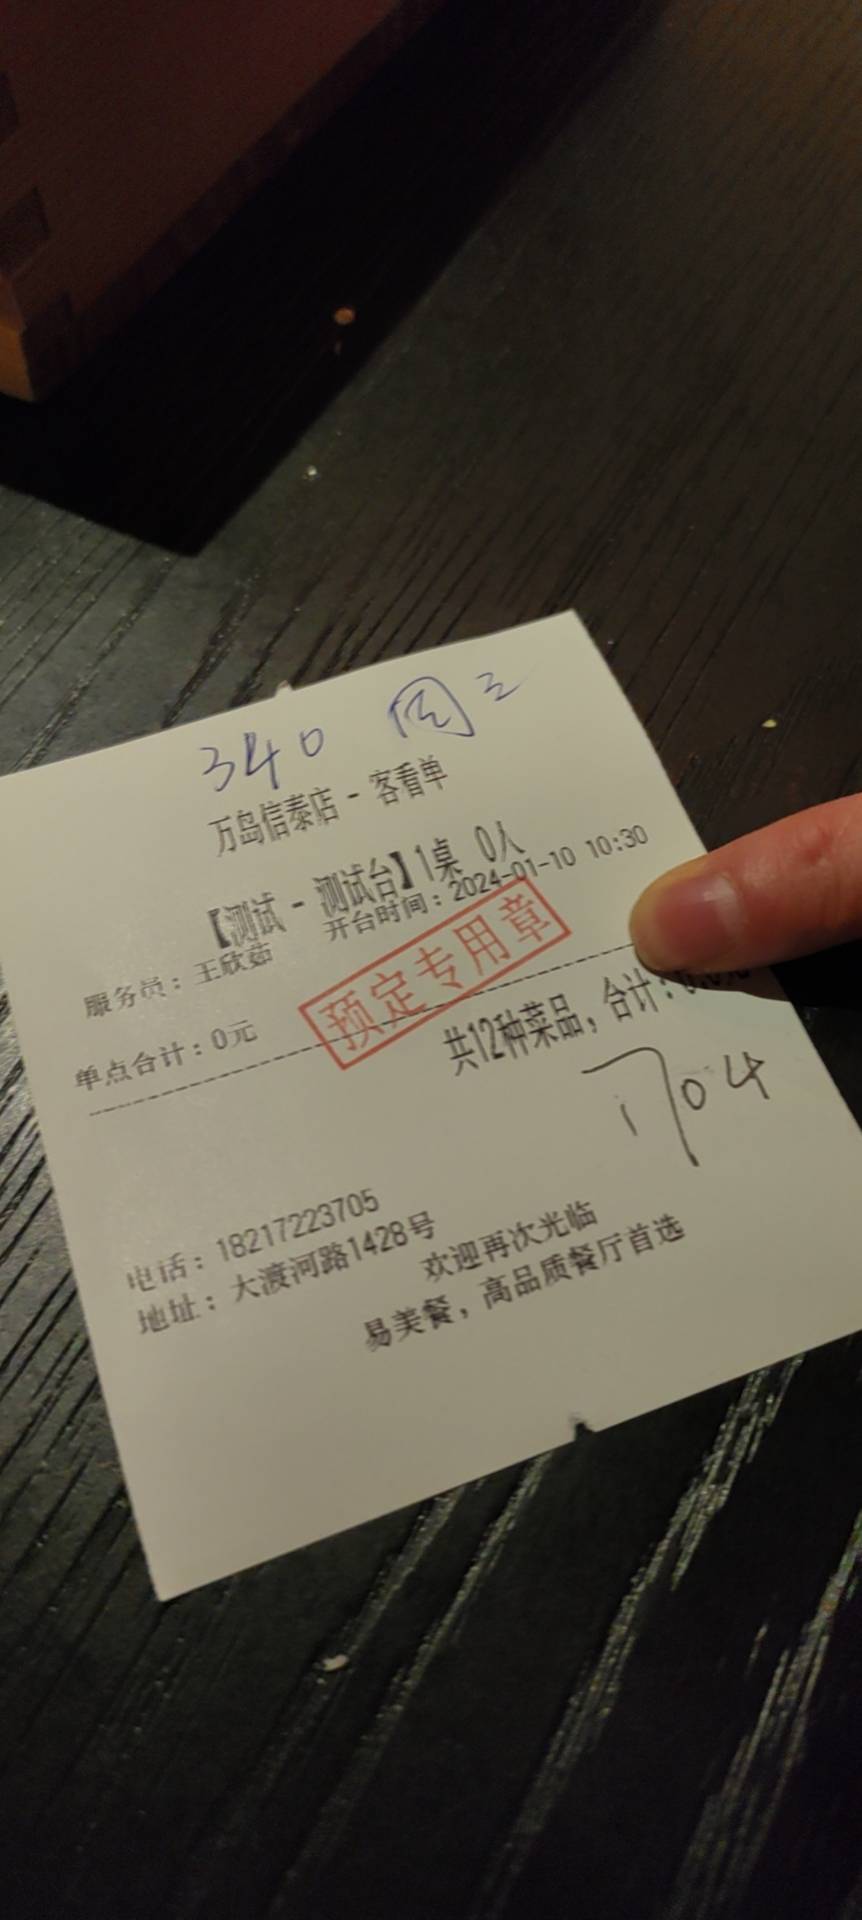 340 周三
万岛信泰店 - 客看单
【测试 - 测试台】1桌 0人
服务员：王欣茹 开台时间：2024-01-10 10:30
预定专用章
单点合计：0元
共12种菜品，合计：
1704
电话：18217223705
地址：大渡河路1428号
欢迎再次光临
易美餐，高品质餐厅首选